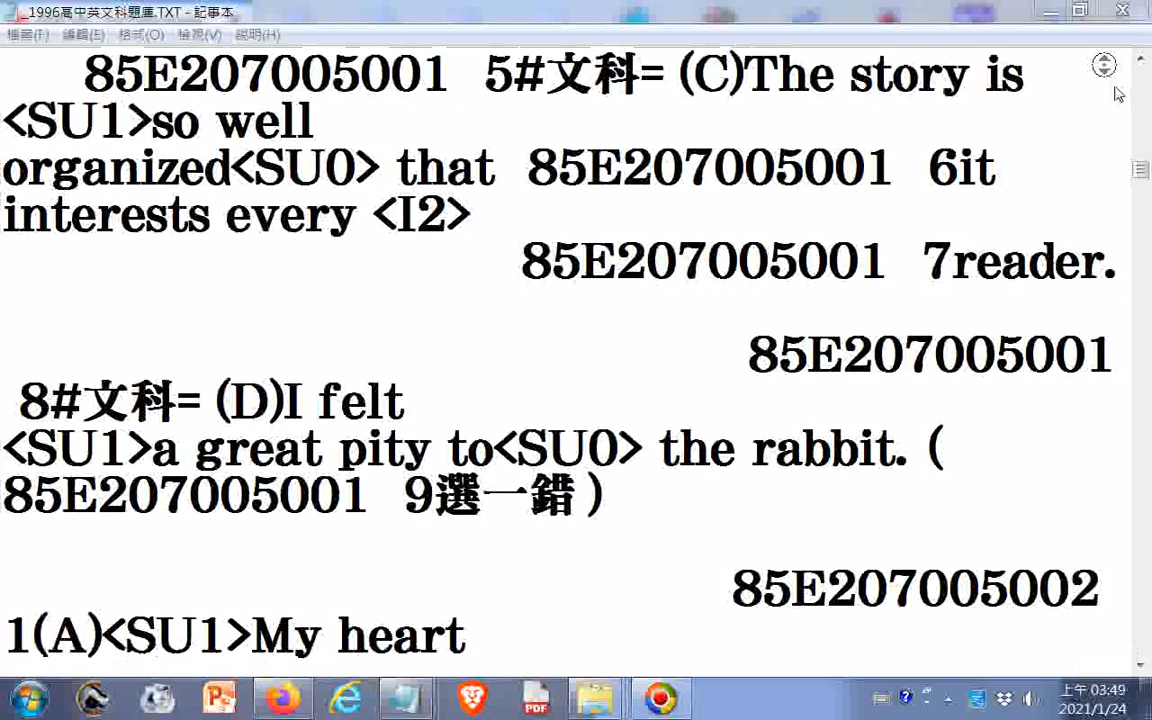 _1996高中英文科題庫.TXT - 記事本
檔案(F) 編輯(E) 格式(O) 檢視(V) 說明(H)
85E207005001 5#文科= (C)The story is
<SU1>so well
organized<SU0> that 85E207005001 6it
interests every <I2>
85E207005001 7reader.
85E207005001
8#文科= (D)I felt
<SU1>a great pity to<SU0> the rabbit. (
85E207005001 9選一錯)
85E207005002
1(A)<SU1>My heart
PDF
上午 03:49
2021/1/24